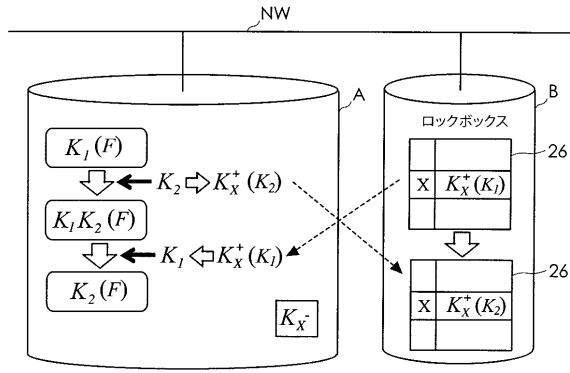 NW
A
B
K₁(F)
K₂ ⇨ K_X⁺(K₂)
K₁K₂(F)
K₁ ⇦ K_X⁺(K₁)
K₂(F)
K_X⁻
ロックボックス
26
X K_X⁺(K₁)
26
X K_X⁺(K₂)